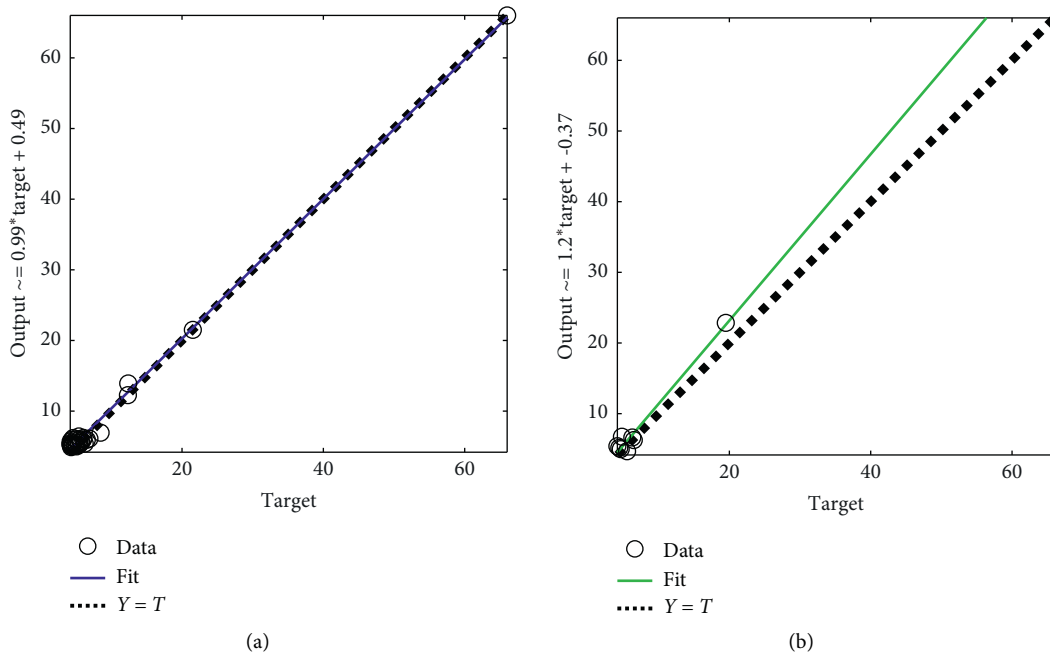 Output ~= 0.99*target + 0.49
60
50
40
30
20
10
20
40
60
Target
Data
Fit
Y = T
(a)
Output ~= 1.2*target + -0.37
60
50
40
30
20
10
20
40
60
Target
Data
Fit
Y = T
(b)